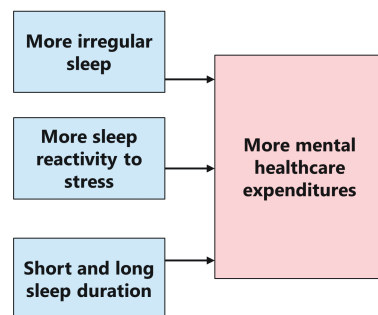 More irregular
sleep
More sleep
reactivity to
stress
Short and long
sleep duration
More mental
healthcare
expenditures